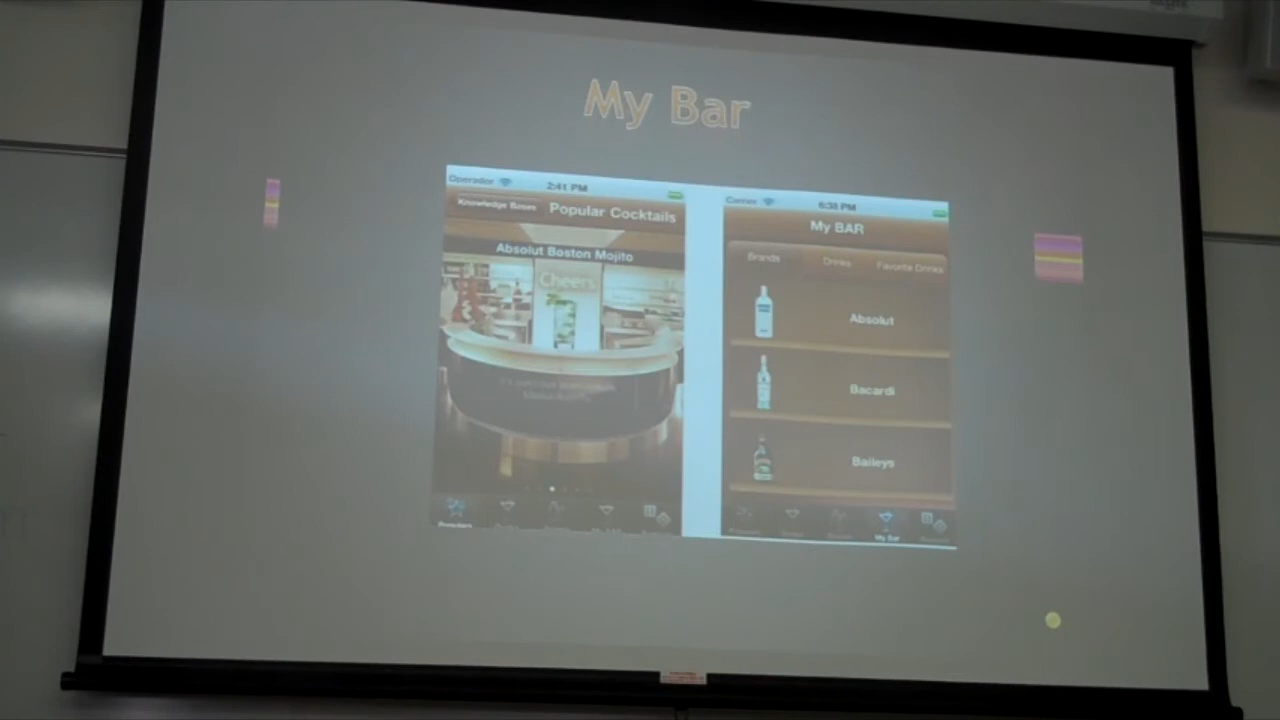 My Bar
Operador 2:41 PM
Knowledge Boxes Popular Cocktails
Absolut Boston Mojito
Cheers
Carrier 6:38 PM
My BAR
Brands Drinks Favorite Drinks
Absolut
Bacardi
Baileys
My Bar